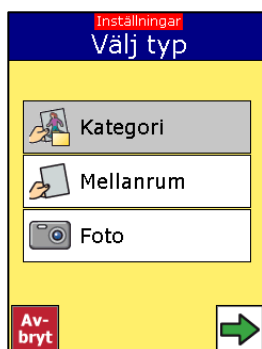 Inställningar
Välj typ
Kategori
Mellanrum
Foto
Av-
bryt